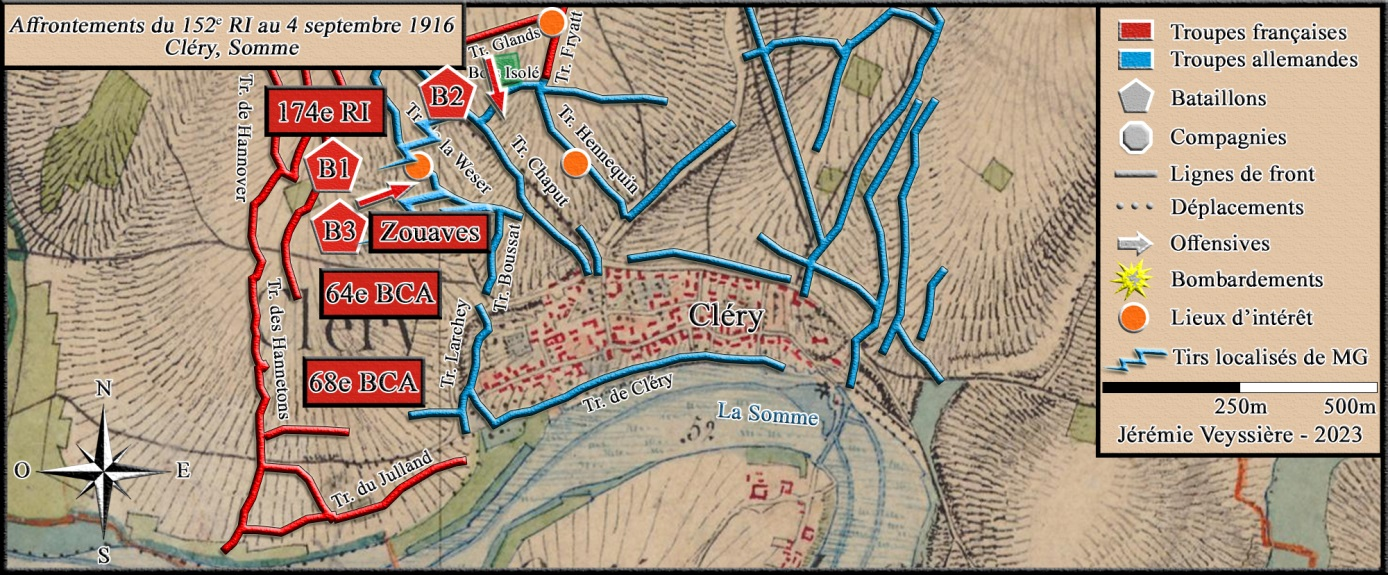 Affrontements du 152e RI au 4 septembre 1916
Cléry, Somme
Tr. Glands
Tr. Fryatt
Bois Isolé
Tr. de Hannover
174e RI
B2
B1
B3
Tr. la Weser
Tr. Chaput
Tr. Hennequin
Zouaves
Tr. Boussat
64e BCA
Tr. des Hannetons
Tr. Larchey
Cléry
68e BCA
Tr. de Cléry
La Somme
52
Tr. du Julland
N
O
E
S
Troupes françaises
Troupes allemandes
Bataillons
Compagnies
Lignes de front
Déplacements
Offensives
Bombardements
Lieux d'intérêt
Tirs localisés de MG
250m
500m
Jérémie Veyssière - 2023